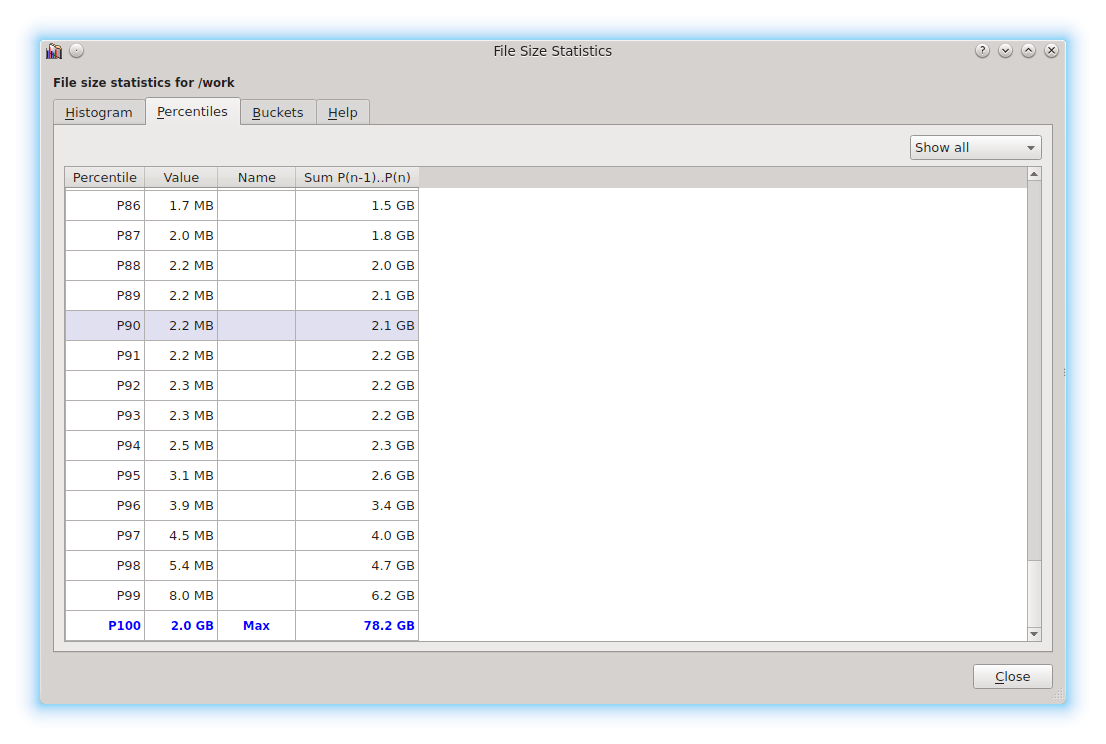 File Size Statistics
File size statistics for /work
Histogram Percentiles Buckets Help
Show all
Percentile Value Name Sum P(n-1)..P(n)
P86 1.7 MB 1.5 GB
P87 2.0 MB 1.8 GB
P88 2.2 MB 2.0 GB
P89 2.2 MB 2.1 GB
P90 2.2 MB 2.1 GB
P91 2.2 MB 2.2 GB
P92 2.3 MB 2.2 GB
P93 2.3 MB 2.2 GB
P94 2.5 MB 2.3 GB
P95 3.1 MB 2.6 GB
P96 3.9 MB 3.4 GB
P97 4.5 MB 4.0 GB
P98 5.4 MB 4.7 GB
P99 8.0 MB 6.2 GB
P100 2.0 GB Max 78.2 GB
Close